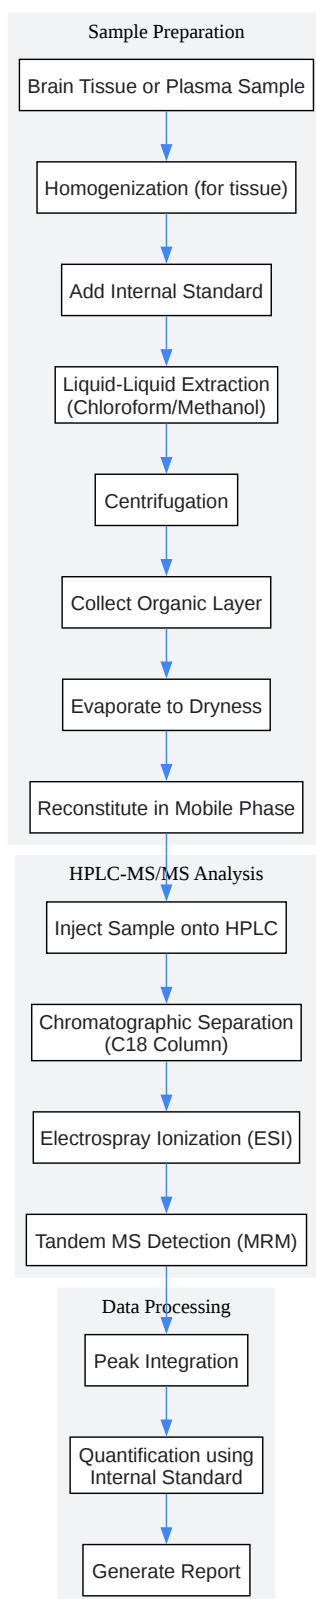 Sample Preparation
Brain Tissue or Plasma Sample
Homogenization (for tissue)
Add Internal Standard
Liquid-Liquid Extraction
(Chloroform/Methanol)
Centrifugation
Collect Organic Layer
Evaporate to Dryness
Reconstitute in Mobile Phase
HPLC-MS/MS Analysis
Inject Sample onto HPLC
Chromatographic Separation
(C18 Column)
Electrospray Ionization (ESI)
Tandem MS Detection (MRM)
Data Processing
Peak Integration
Quantification using
Internal Standard
Generate Report